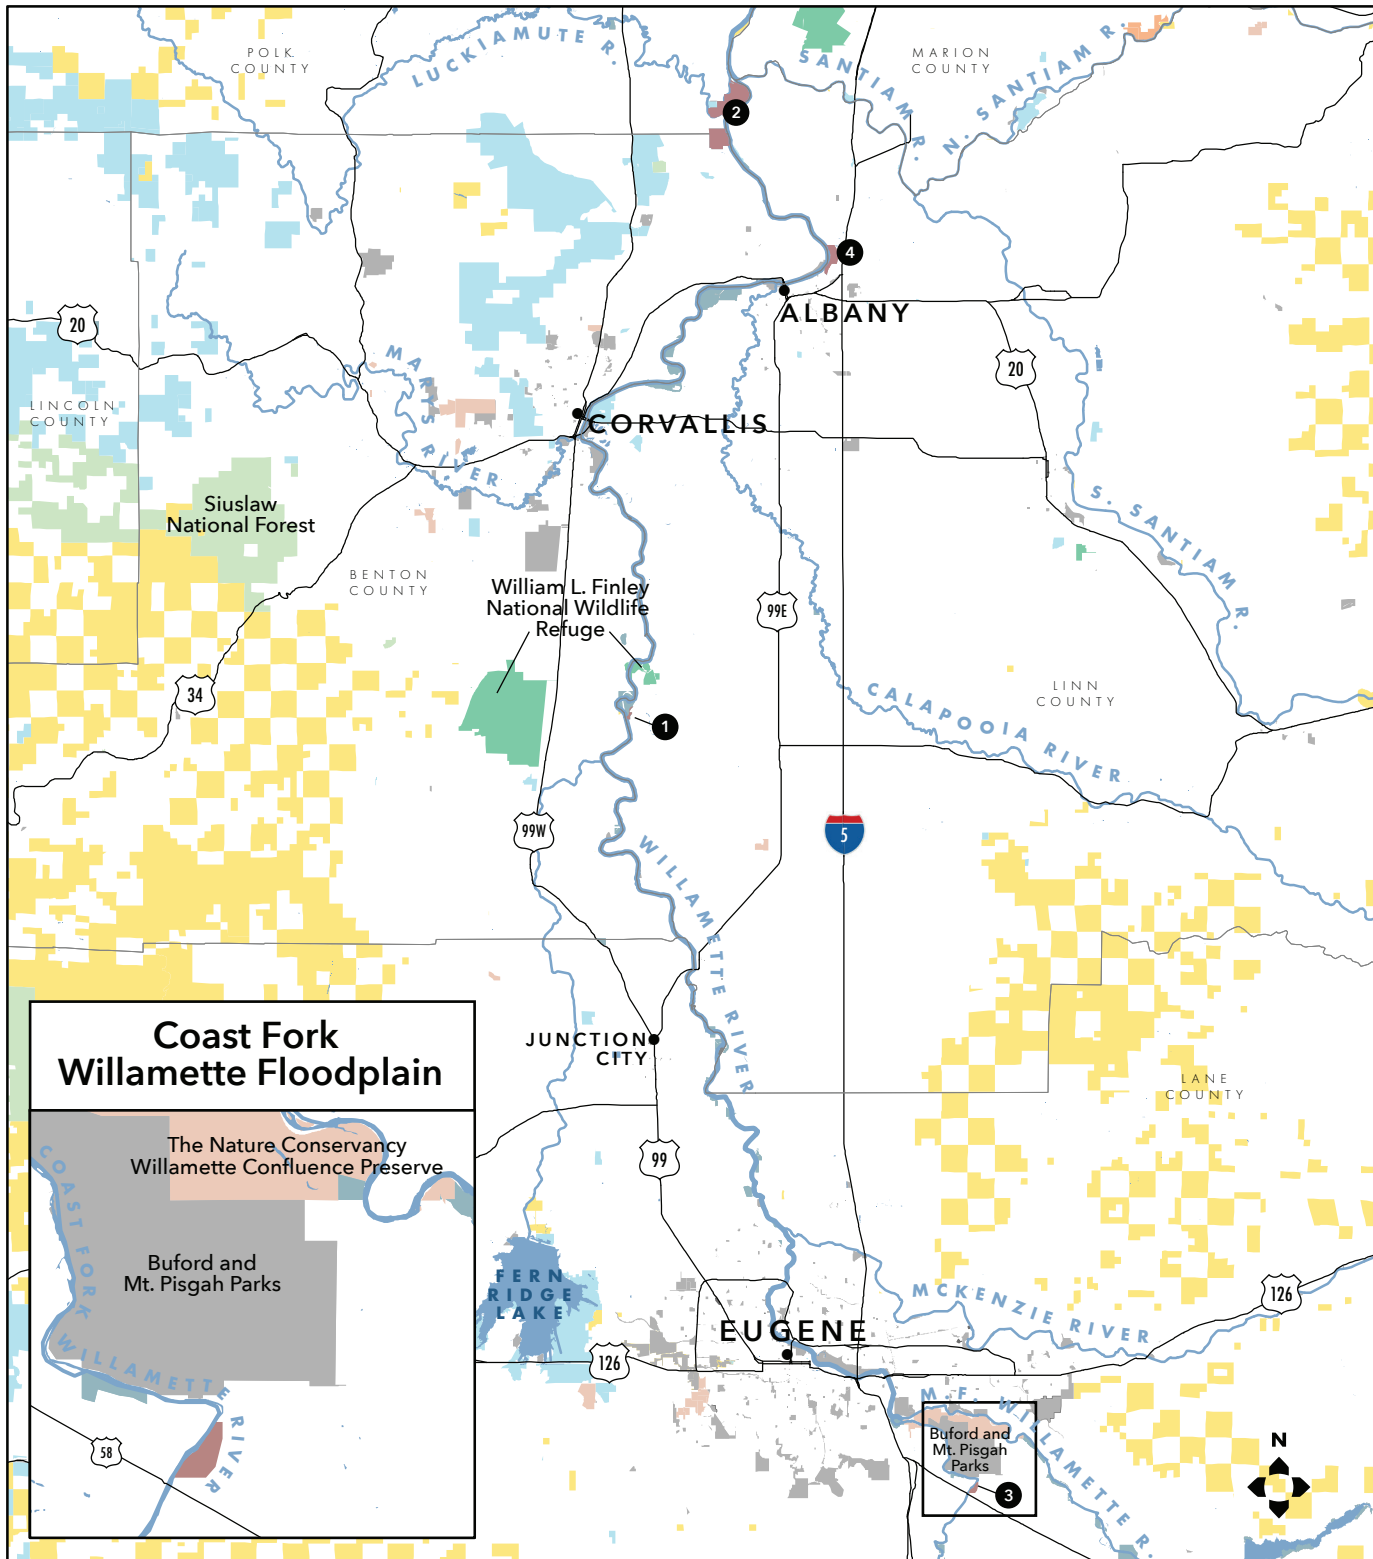 POLK
COUNTY
LUCKIAMUTE R.
SANTIAM R.
MARION
COUNTY
N. SANTIAM R.
2
4
ALBANY
20
20
LINCOLN
COUNTY
MARYS RIVER
CORVALLIS
Siuslaw
National Forest
S. SANTIAM R.
BENTON
COUNTY
William L. Finley
National Wildlife
Refuge
99E
34
LINN
COUNTY
CALAPOOIA RIVER
1
99W
5
WILLAMETTE RIVER
JUNCTION
CITY
LANE
COUNTY
99
Coast Fork
Willamette Floodplain
The Nature Conservancy
Willamette Confluence Preserve
COAST FORK WILLAMETTE RIVER
Buford and
Mt. Pisgah Parks
58
FERN
RIDGE
LAKE
MCKENZIE RIVER
126
EUGENE
126
M.F. WILLAMETTE R.
Buford and
Mt. Pisgah
Parks
3
N